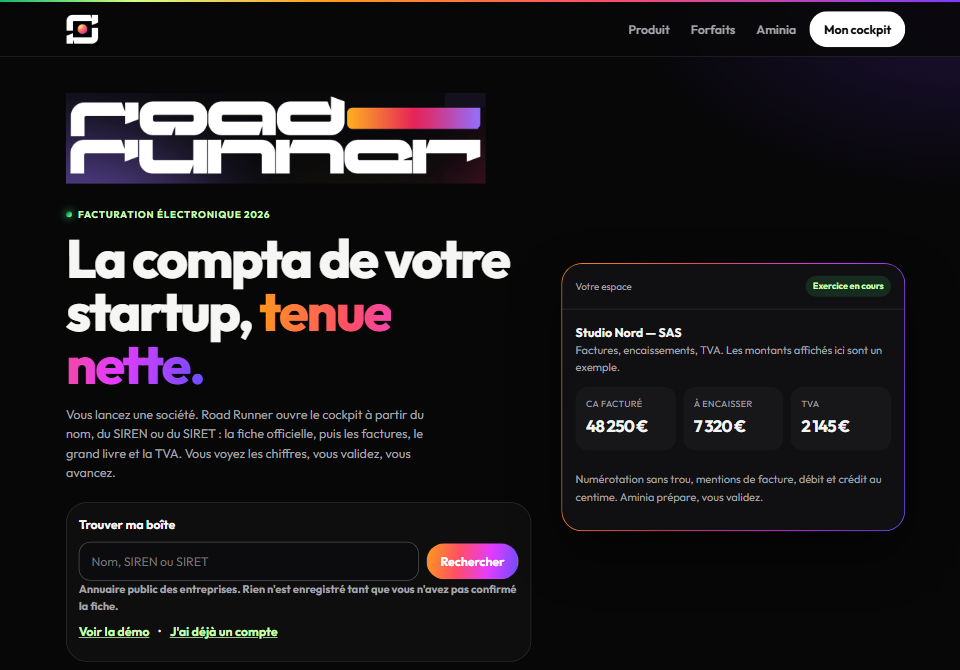 Produit Forfaits Aminia Mon cockpit
road
runner
FACTURATION ÉLECTRONIQUE 2026
La compta de votre
startup, tenue
nette.
Vous lancez une société. Road Runner ouvre le cockpit à partir du
nom, du SIREN ou du SIRET : la fiche officielle, puis les factures, le
grand livre et la TVA. Vous voyez les chiffres, vous validez, vous
avancez.
Trouver ma boîte
Nom, SIREN ou SIRET
Rechercher
Annuaire public des entreprises. Rien n'est enregistré tant que vous n'avez pas confirmé
la fiche.
Voir la démo · J'ai déjà un compte
Votre espace
Exercice en cours
Studio Nord — SAS
Factures, encaissements, TVA. Les montants affichés ici sont un
exemple.
CA FACTURÉ
48 250 €
À ENCAISSER
7 320 €
TVA
2 145 €
Numérotation sans trou, mentions de facture, débit et crédit au
centime. Aminia prépare, vous validez.